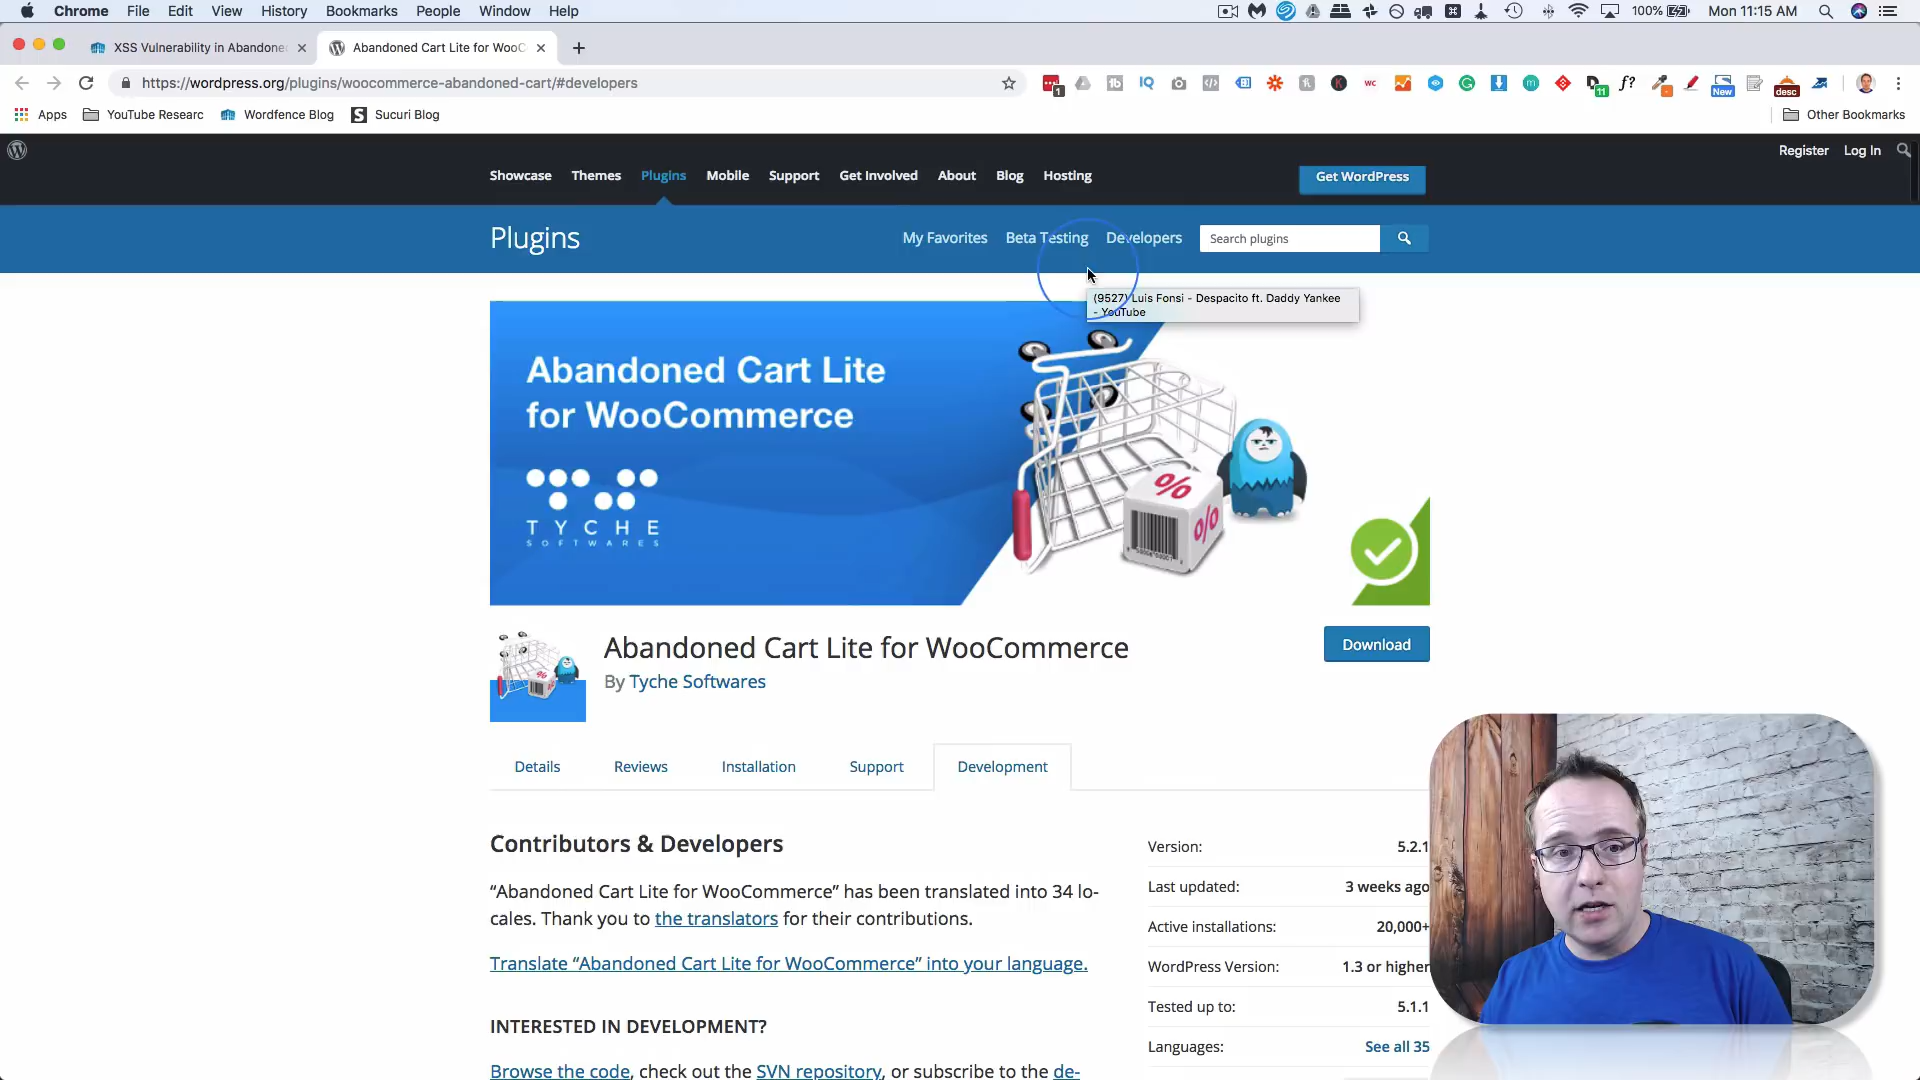 Chrome File Edit View History Bookmarks People Window Help 100% Mon 11:15 AM
XSS Vulnerability in Abandone
Abandoned Cart Lite for WooC
https://wordpress.org/plugins/woocommerce-abandoned-cart/#developers
1 IQ WC 11 f? New desc
Apps YouTube Researc Wordfence Blog Sucuri Blog Other Bookmarks
Register Log In
Showcase Themes Plugins Mobile Support Get Involved About Blog Hosting Get WordPress
Plugins My Favorites Beta Testing Developers Search plugins
(9527) Luis Fonsi - Despacito ft. Daddy Yankee
- YouTube
Abandoned Cart Lite
for WooCommerce
TYCHE
SOFTWARES
% %
Abandoned Cart Lite for WooCommerce
By Tyche Softwares
Download
Details Reviews Installation Support Development
Contributors & Developers
“Abandoned Cart Lite for WooCommerce” has been translated into 34 lo-
cales. Thank you to the translators for their contributions.
Translate “Abandoned Cart Lite for WooCommerce” into your language.
INTERESTED IN DEVELOPMENT?
Browse the code, check out the SVN repository, or subscribe to the de-
Version: 5.2.1
Last updated: 3 weeks ago
Active installations: 20,000+
WordPress Version: 1.3 or higher
Tested up to: 5.1.1
Languages: See all 35